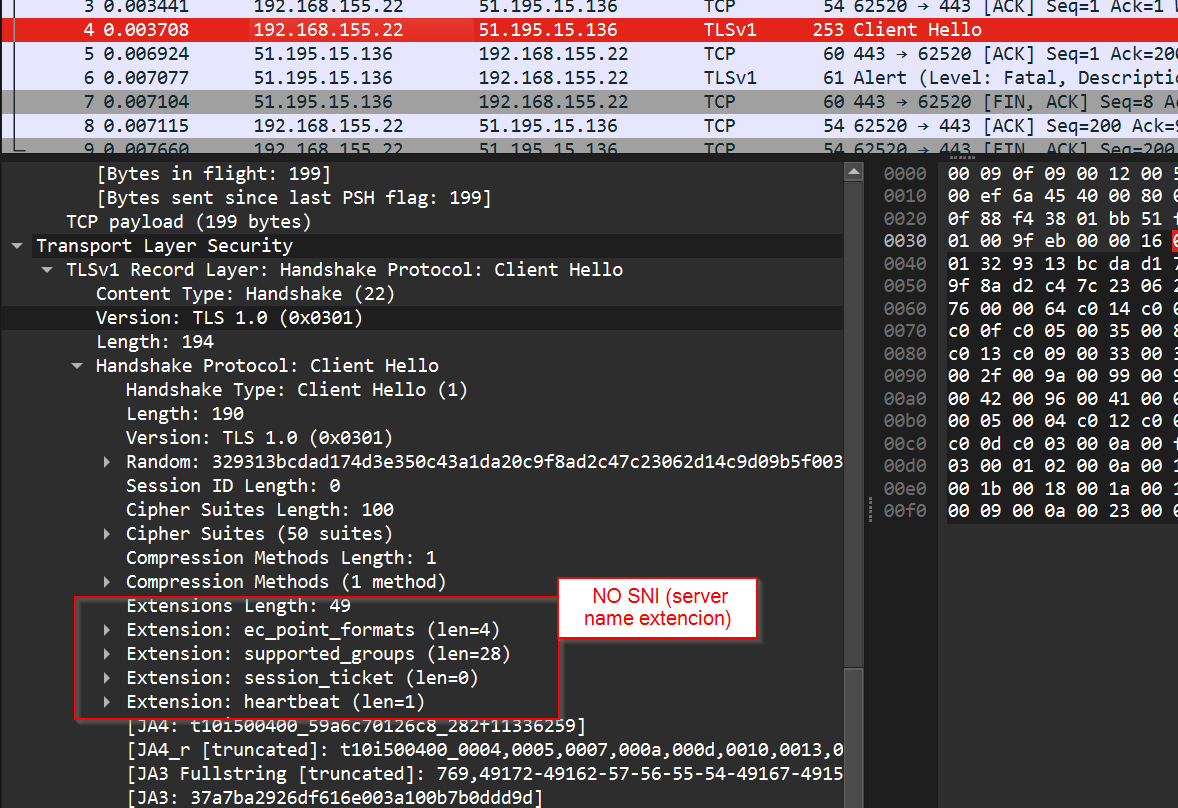 3 0.003441 192.168.155.22 51.195.15.136 TCP 54 62520 → 443 [ACK] Seq=1 Ack=1
4 0.003708 192.168.155.22 51.195.15.136 TLSv1 253 Client Hello
5 0.006924 51.195.15.136 192.168.155.22 TCP 60 443 → 62520 [ACK] Seq=1 Ack=200
6 0.007077 51.195.15.136 192.168.155.22 TLSv1 61 Alert (Level: Fatal, Descripti
7 0.007104 51.195.15.136 192.168.155.22 TCP 60 443 → 62520 [FIN, ACK] Seq=8 A
8 0.007115 192.168.155.22 51.195.15.136 TCP 54 62520 → 443 [ACK] Seq=200 Ack=9
9 0.007660 192.168.155.22 51.195.15.136 TCP 54 62520 → 443 [FIN, ACK] Seq=200
[Bytes in flight: 199]
[Bytes sent since last PSH flag: 199]
TCP payload (199 bytes)
Transport Layer Security
TLSv1 Record Layer: Handshake Protocol: Client Hello
Content Type: Handshake (22)
Version: TLS 1.0 (0x0301)
Length: 194
Handshake Protocol: Client Hello
Handshake Type: Client Hello (1)
Length: 190
Version: TLS 1.0 (0x0301)
Random: 329313bcdad174d3e350c43a1da20c9f8ad2c47c23062d14c9d09b5f003
Session ID Length: 0
Cipher Suites Length: 100
Cipher Suites (50 suites)
Compression Methods Length: 1
Compression Methods (1 method)
Extensions Length: 49
Extension: ec_point_formats (len=4)
Extension: supported_groups (len=28)
Extension: session_ticket (len=0)
Extension: heartbeat (len=1)
[JA4: t10i500400_59a6c70126c8_282f11336259]
[JA4_r [truncated]: t10i500400_0004,0005,0007,000a,000d,0010,0013,0
[JA3 Fullstring [truncated]: 769,49172-49162-57-56-55-54-49167-4915
[JA3: 37a7ba2926df616e003a100b7b0ddd9d]
NO SNI (server
name extencion)
0000 00 09 0f 09 00 12 00
0010 00 ef 6a 45 40 00 80
0020 0f 88 f4 38 01 bb 51
0030 01 00 9f eb 00 00 16
0040 01 32 93 13 bc da d1
0050 9f 8a d2 c4 7c 23 06
0060 76 00 00 64 c0 14 c0
0070 c0 0f c0 05 00 35 00
0080 c0 13 c0 09 00 33 00
0090 00 2f 00 9a 00 99 00
00a0 00 42 00 96 00 41 00
00b0 00 05 00 04 c0 12 c0
00c0 c0 0d c0 03 00 0a 00
00d0 03 00 01 02 00 0a 00
00e0 00 1b 00 18 00 1a 00
00f0 00 09 00 0a 00 23 00